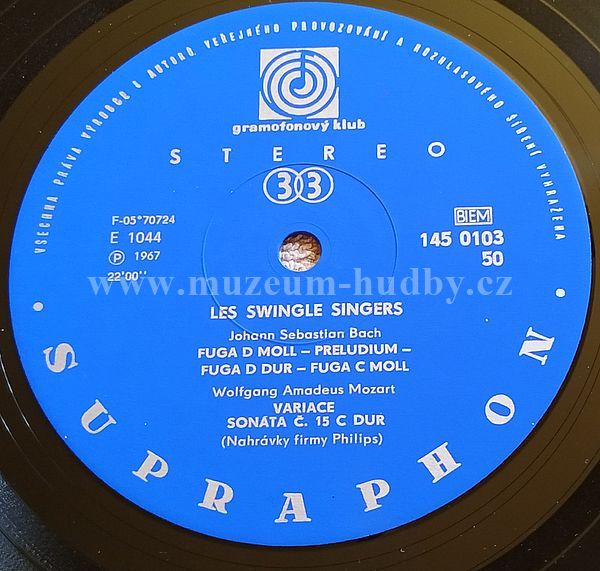 VŠECHNA PRÁVA VÝROBCE A AUTORŮ VEŘEJNÉHO PROVOZOVÁNÍ A ROZHLASOVÉHO ŠÍŘENÍ VYHRAŽENA
gramofonový klub
STEREO
33
F-05*70724
E 1044
℗ 1967
22'00''
BIEM
145 0103
50
www.muzeum-hudby.cz
LES SWINGLE SINGERS
Johann Sebastian Bach
FUGA D MOLL – PRELUDIUM –
FUGA D DUR – FUGA C MOLL
Wolfgang Amadeus Mozart
VARIACE
SONÁTA Č. 15 C DUR
(Nahrávky firmy Philips)
• SUPRAPHON •